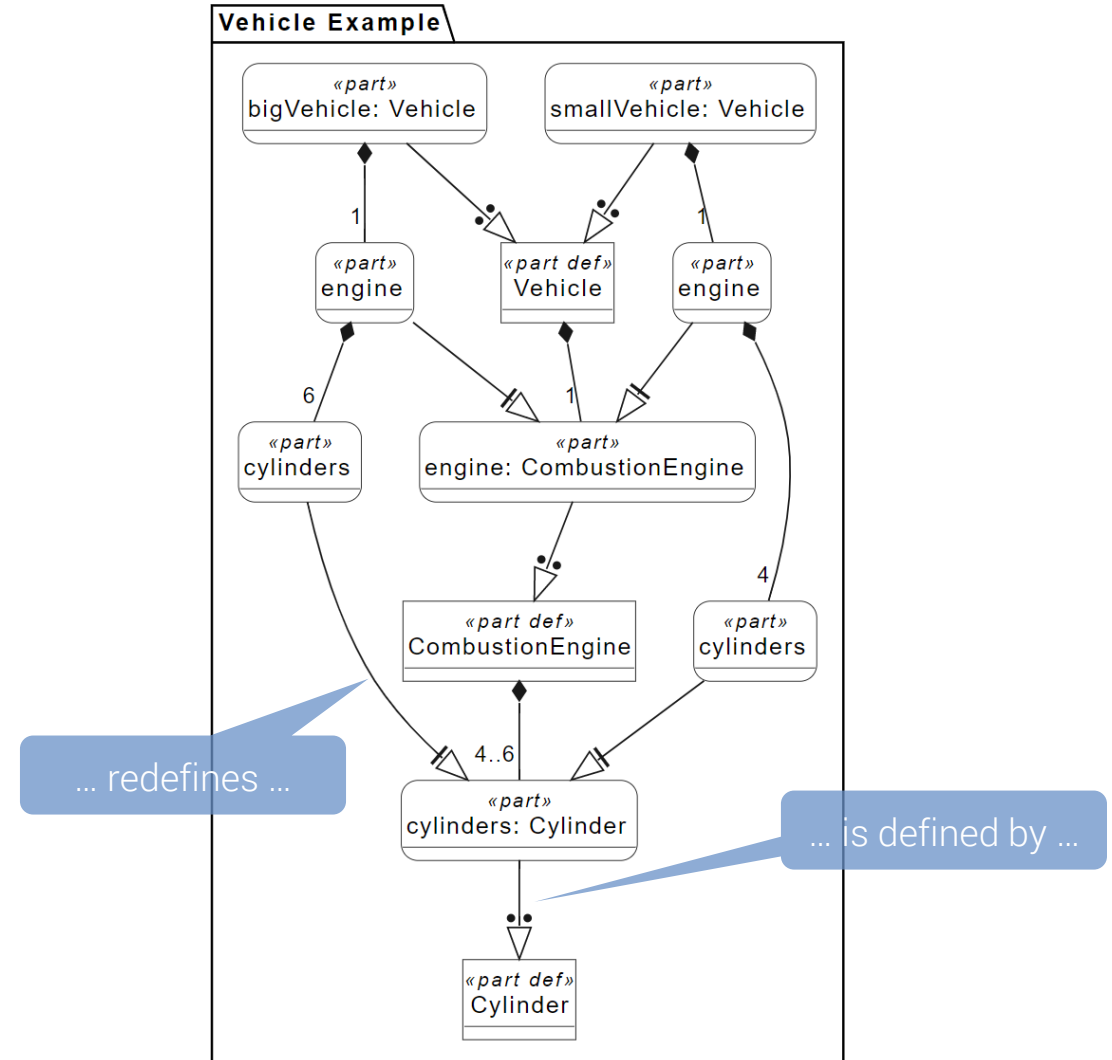 Vehicle Example
«part»
bigVehicle: Vehicle
«part»
smallVehicle: Vehicle
1
1
«part»
engine
«part def»
Vehicle
«part»
engine
6
1
«part»
cylinders
«part»
engine: CombustionEngine
4
«part def»
CombustionEngine
«part»
cylinders
... redefines ...
4..6
«part»
cylinders: Cylinder
... is defined by ...
«part def»
Cylinder